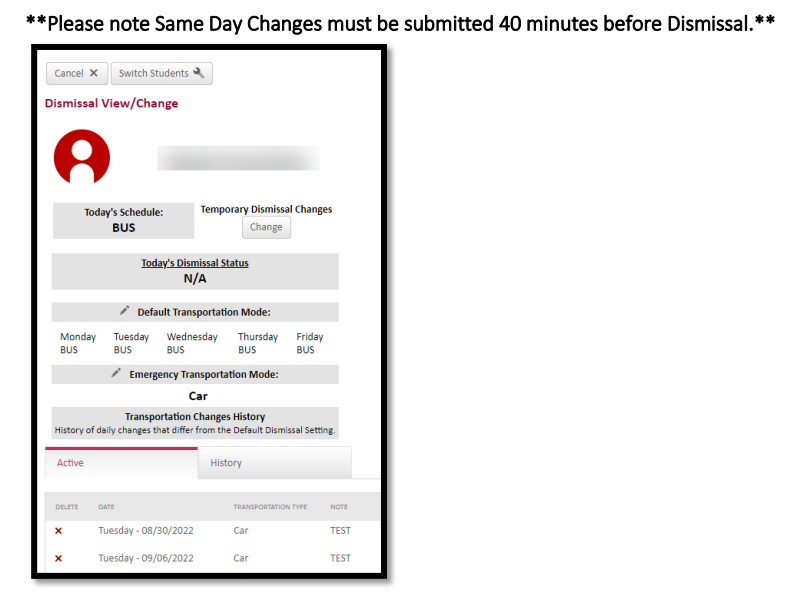 **Please note Same Day Changes must be submitted 40 minutes before Dismissal.**
Cancel Switch Students
Dismissal View/Change
Today's Schedule:
BUS
Temporary Dismissal Changes
Change
Today's Dismissal Status
N/A
Default Transportation Mode:
Monday Tuesday Wednesday Thursday Friday
BUS BUS BUS BUS BUS
Emergency Transportation Mode:
Car
Transportation Changes History
History of daily changes that differ from the Default Dismissal Setting.
Active History
DELETE DATE TRANSPORTATION TYPE NOTE
Tuesday - 08/30/2022 Car TEST
Tuesday - 09/06/2022 Car TEST